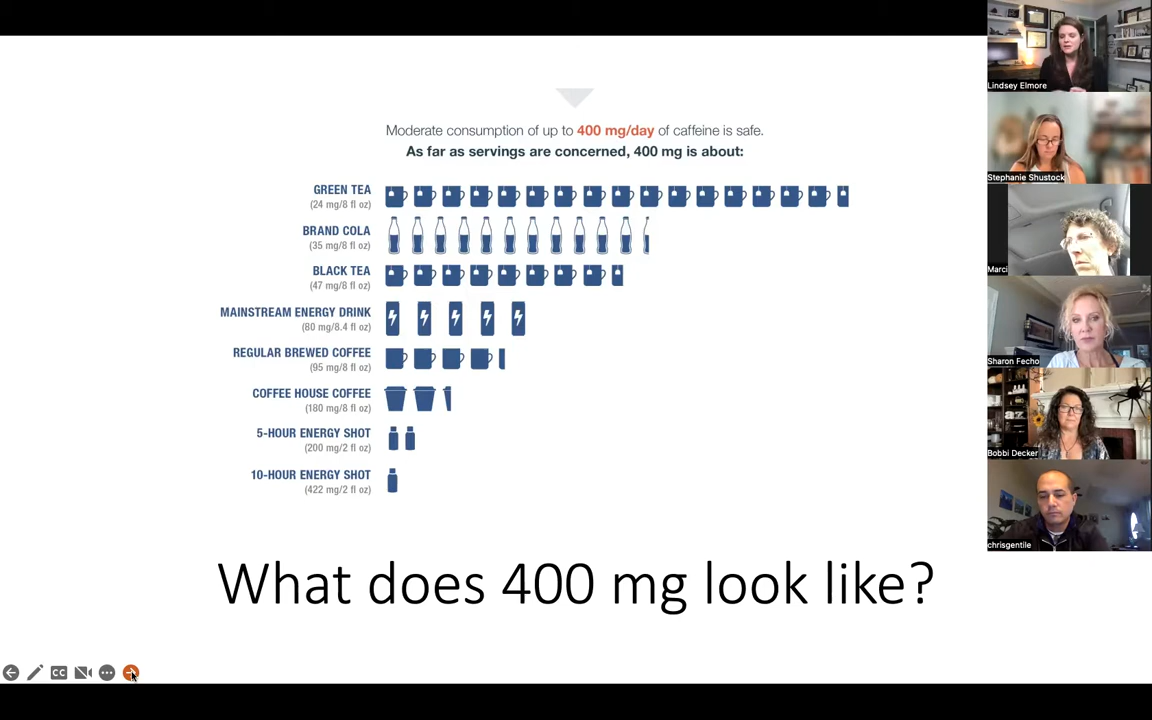 Moderate consumption of up to 400 mg/day of caffeine is safe.
As far as servings are concerned, 400 mg is about:
GREEN TEA
(24 mg/8 fl oz)
BRAND COLA
(35 mg/8 fl oz)
BLACK TEA
(47 mg/8 fl oz)
MAINSTREAM ENERGY DRINK
(80 mg/8.4 fl oz)
REGULAR BREWED COFFEE
(95 mg/8 fl oz)
COFFEE HOUSE COFFEE
(180 mg/8 fl oz)
5-HOUR ENERGY SHOT
(200 mg/2 fl oz)
10-HOUR ENERGY SHOT
(422 mg/2 fl oz)
What does 400 mg look like?
CC
Lindsey Elmore
Stephanie Shustock
Marci
Sharon Fecho
az
Bobbi Decker
chrisgentile